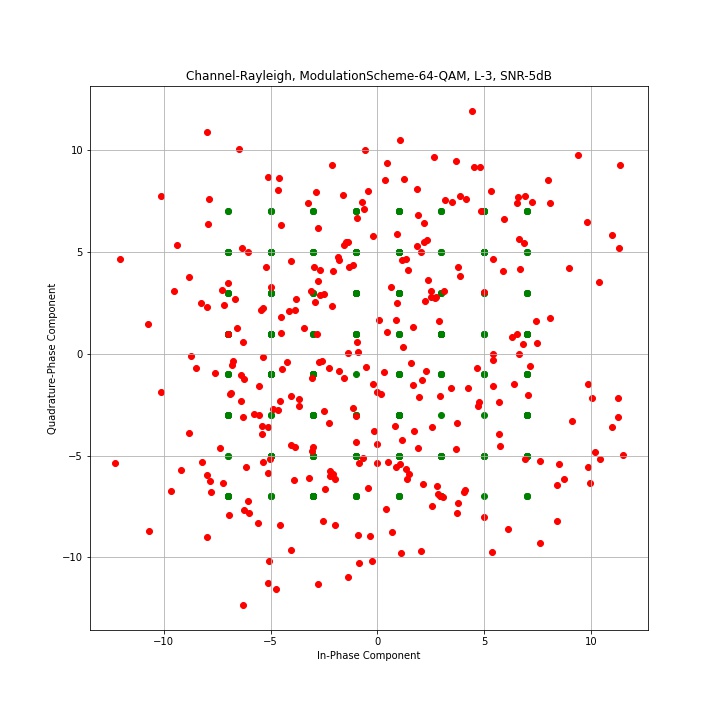 Channel-Rayleigh, ModulationScheme-64-QAM, L-3, SNR-5dB
10
5
0
−5
−10
Quadrature-Phase Component
−10 −5 0 5 10
In-Phase Component